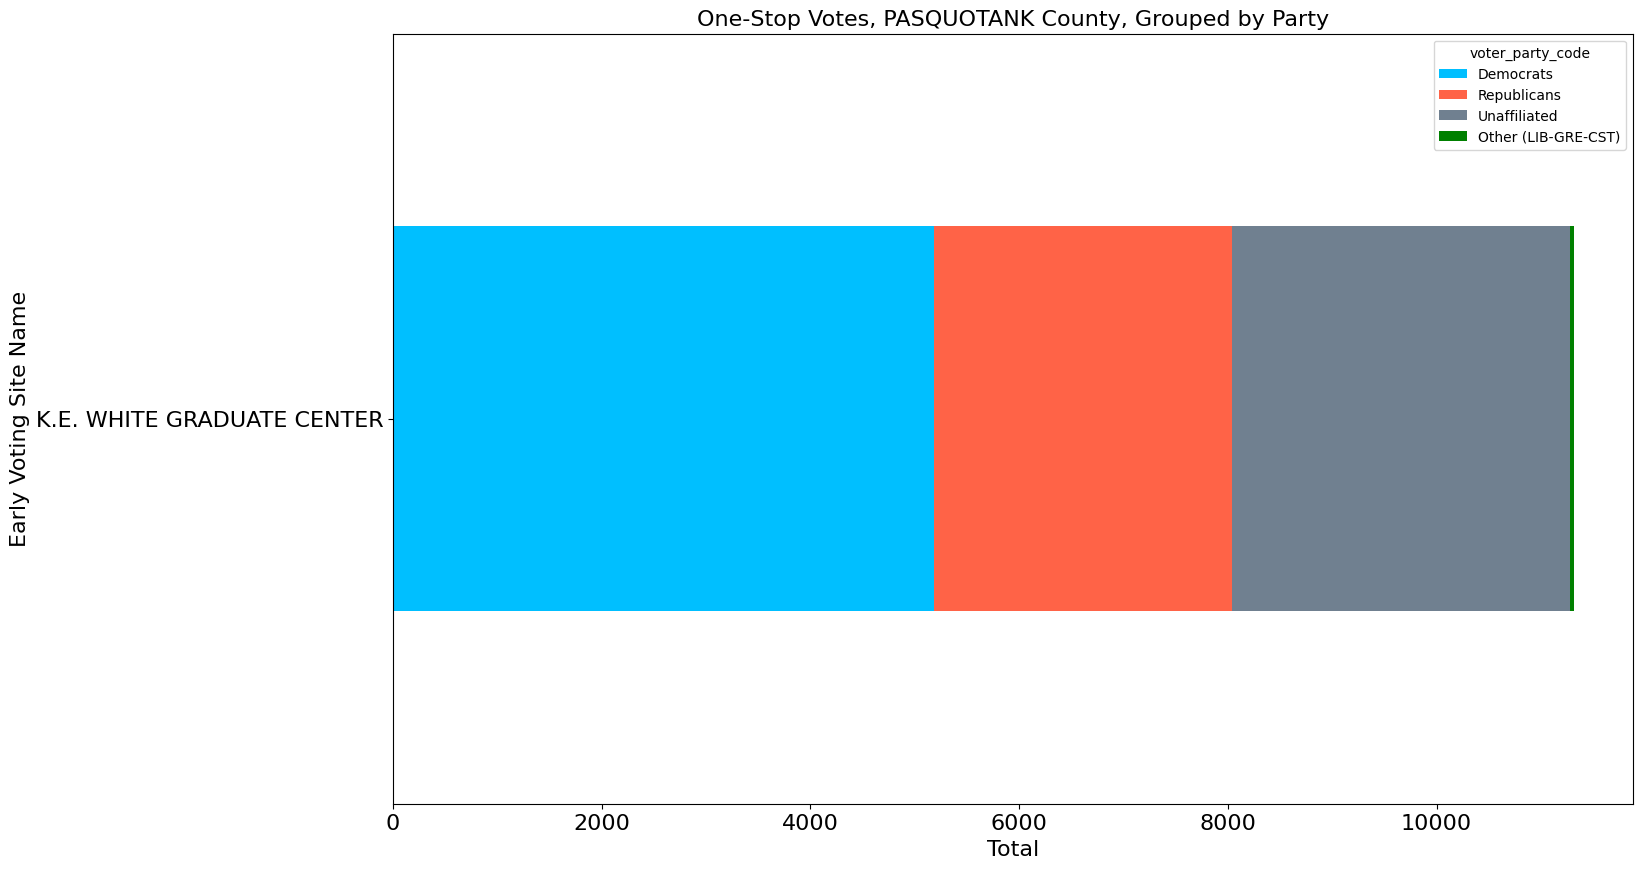 One-Stop Votes, PASQUOTANK County, Grouped by Party
voter_party_code
Democrats
Republicans
Unaffiliated
Other (LIB-GRE-CST)
Early Voting Site Name
K.E. WHITE GRADUATE CENTER
0 2000 4000 6000 8000 10000
Total